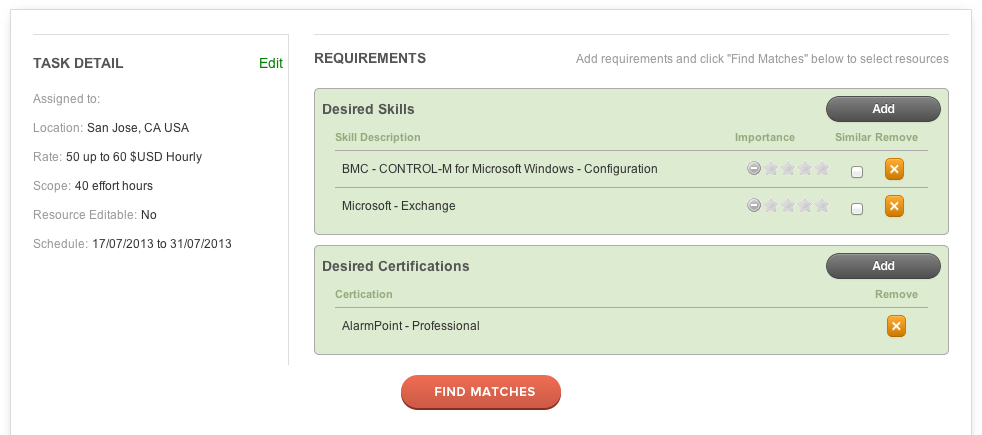 TASK DETAIL
Edit
Assigned to:
Location: San Jose, CA USA
Rate: 50 up to 60 $USD Hourly
Scope: 40 effort hours
Resource Editable: No
Schedule: 17/07/2013 to 31/07/2013
REQUIREMENTS
Add requirements and click "Find Matches" below to select resources
Desired Skills
Add
Skill Description Importance Similar Remove
BMC - CONTROL-M for Microsoft Windows - Configuration
Microsoft - Exchange
Desired Certifications
Add
Certication Remove
AlarmPoint - Professional
FIND MATCHES